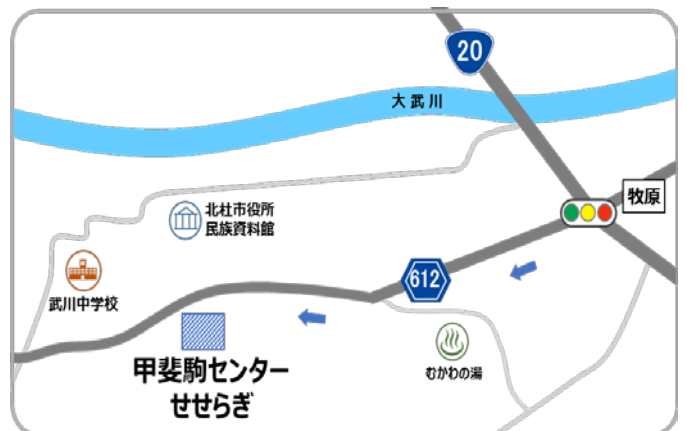 20
大武川
牧原
北杜市役所
民族資料館
612
武川中学校
むかわの湯
甲斐駒センター
せせらぎ